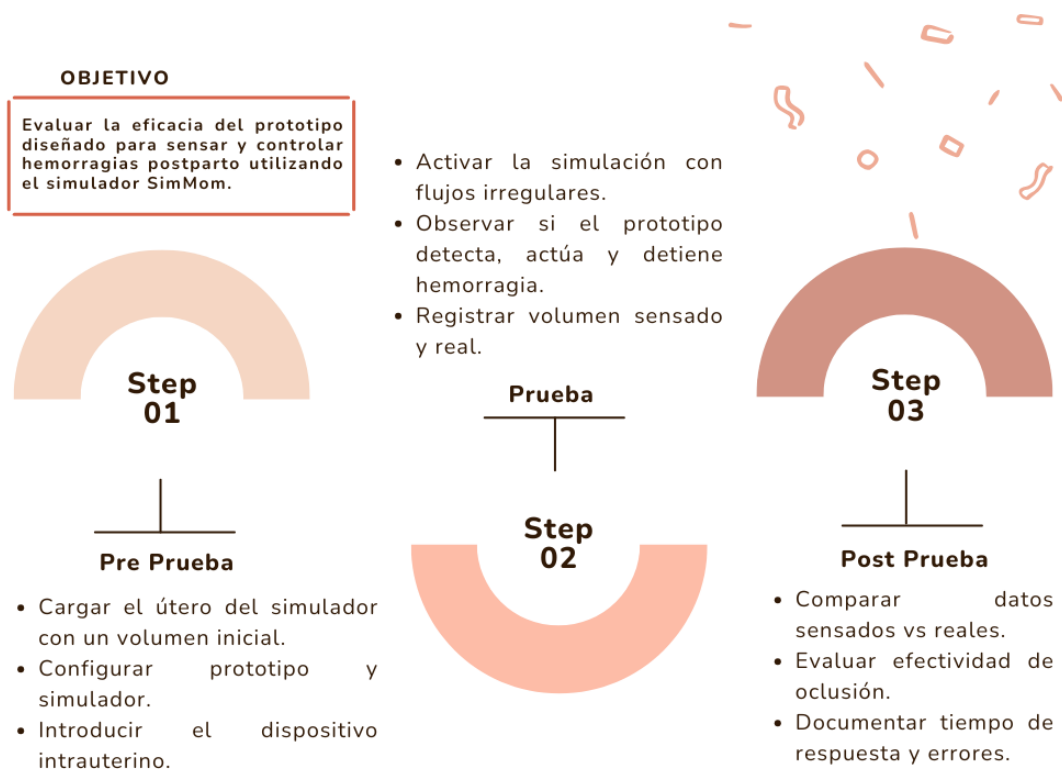 OBJETIVO
Evaluar la eficacia del prototipo
diseñado para sensar y controlar
hemorragias postparto utilizando
el simulador SimMom.
Step
01
Pre Prueba
• Cargar el útero del simulador
con un volumen inicial.
• Configurar prototipo y
simulador.
• Introducir el dispositivo
intrauterino.
• Activar la simulación con
flujos irregulares.
• Observar si el prototipo
detecta, actúa y detiene
hemorragia.
• Registrar volumen sensado
y real.
Prueba
Step
02
Step
03
Post Prueba
• Comparar datos
sensados vs reales.
• Evaluar efectividad de
oclusión.
• Documentar tiempo de
respuesta y errores.